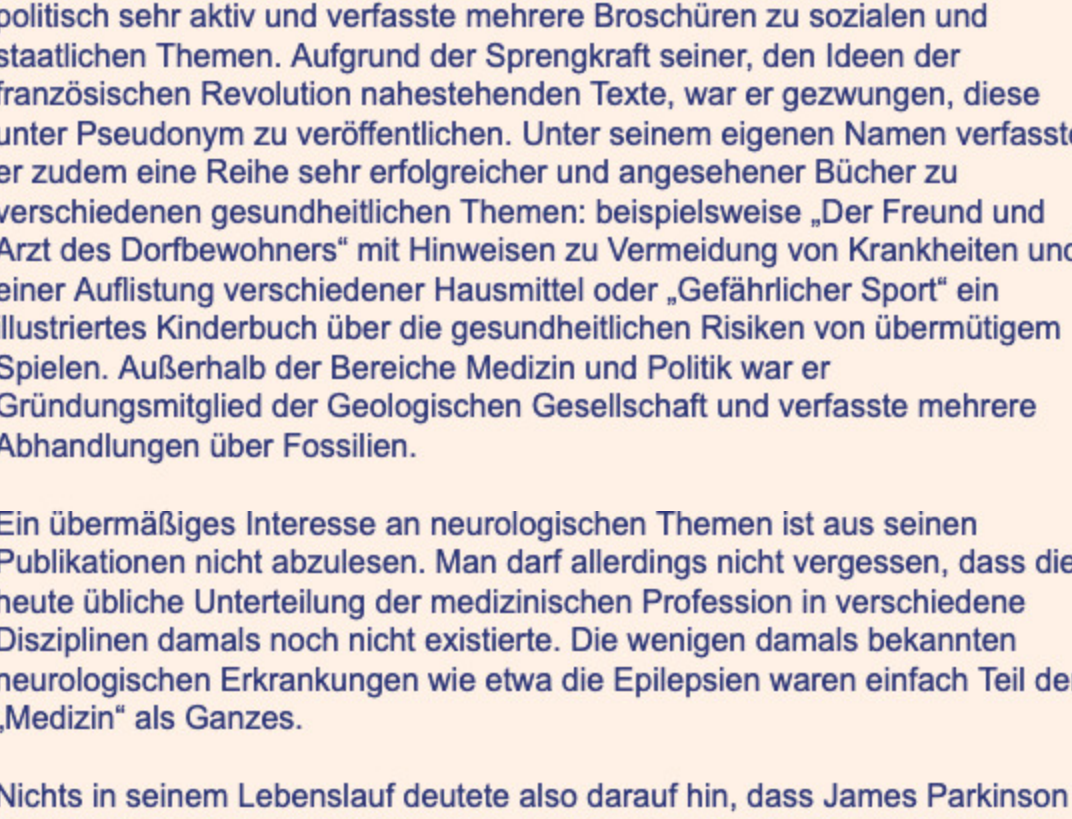 politisch sehr aktiv und verfasste mehrere Broschüren zu sozialen und
staatlichen Themen. Aufgrund der Sprengkraft seiner, den Ideen der
französischen Revolution nahestehenden Texte, war er gezwungen, diese
unter Pseudonym zu veröffentlichen. Unter seinem eigenen Namen verfasste
er zudem eine Reihe sehr erfolgreicher und angesehener Bücher zu
verschiedenen gesundheitlichen Themen: beispielsweise „Der Freund und
Arzt des Dorfbewohners“ mit Hinweisen zu Vermeidung von Krankheiten und
einer Auflistung verschiedener Hausmittel oder „Gefährlicher Sport“ ein
illustriertes Kinderbuch über die gesundheitlichen Risiken von übermütigem
Spielen. Außerhalb der Bereiche Medizin und Politik war er
Gründungsmitglied der Geologischen Gesellschaft und verfasste mehrere
Abhandlungen über Fossilien.
Ein übermäßiges Interesse an neurologischen Themen ist aus seinen
Publikationen nicht abzulesen. Man darf allerdings nicht vergessen, dass die
heute übliche Unterteilung der medizinischen Profession in verschiedene
Disziplinen damals noch nicht existierte. Die wenigen damals bekannten
neurologischen Erkrankungen wie etwa die Epilepsien waren einfach Teil der
„Medizin“ als Ganzes.
Nichts in seinem Lebenslauf deutete also darauf hin, dass James Parkinson